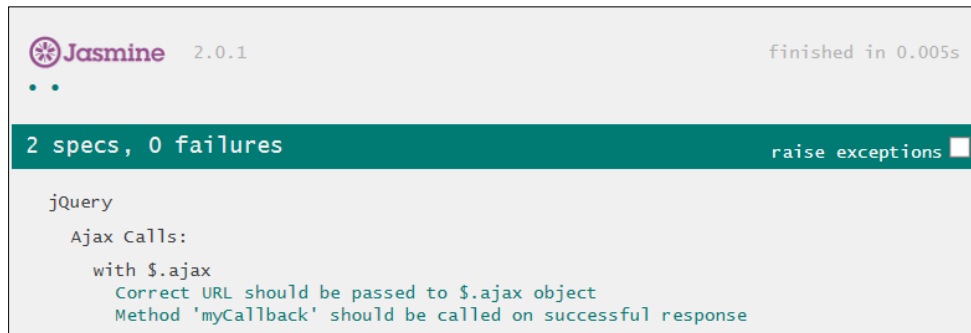 Jasmine 2.0.1 finished in 0.005s
2 specs, 0 failures raise exceptions
jQuery
Ajax Calls:
with $.ajax
Correct URL should be passed to $.ajax object
Method 'myCallback' should be called on successful response